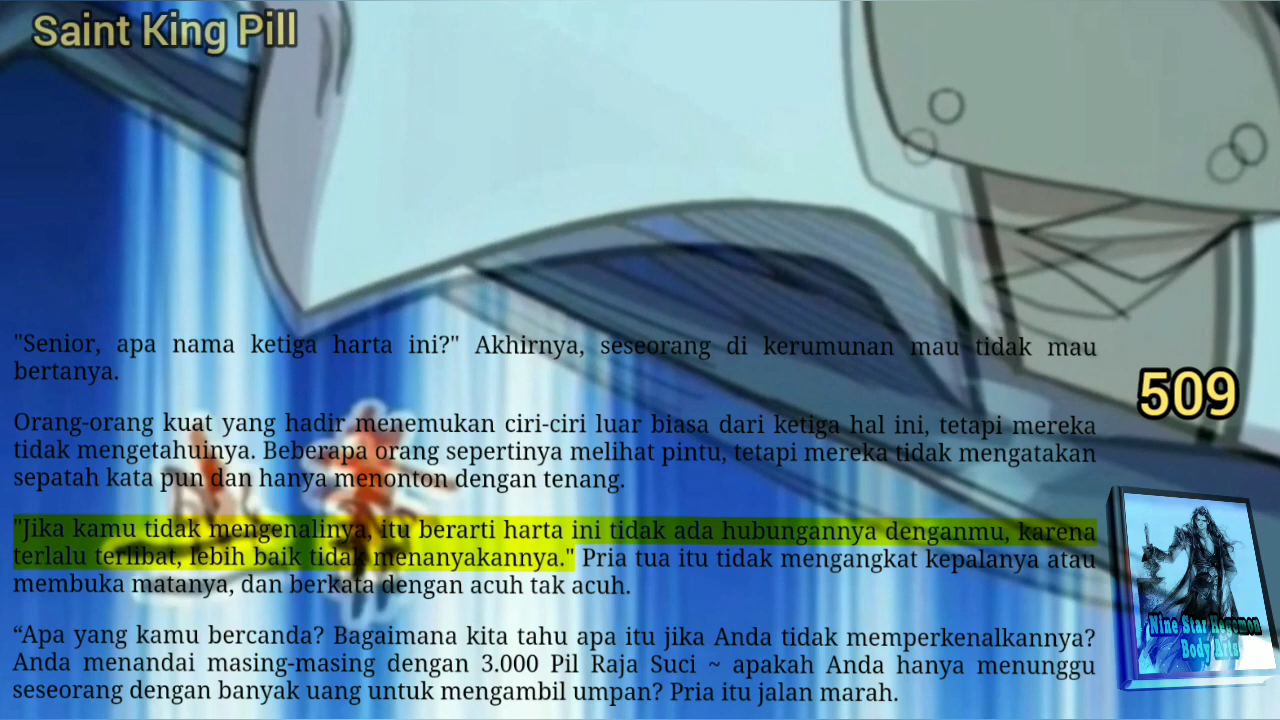 Saint King Pill
"Senior, apa nama ketiga harta ini?" Akhirnya, seseorang di kerumunan mau tidak mau
bertanya.
Orang-orang kuat yang hadir menemukan ciri-ciri luar biasa dari ketiga hal ini, tetapi mereka
tidak mengetahuinya. Beberapa orang sepertinya melihat pintu, tetapi mereka tidak mengatakan
sepatah kata pun dan hanya menonton dengan tenang.
509
"Jika kamu tidak mengenalinya, itu berarti harta ini tidak ada hubungannya denganmu, karena
terlalu terlibat, lebih baik tidak menanyakannya." Pria tua itu tidak mengangkat kepalanya atau
membuka matanya, dan berkata dengan acuh tak acuh.
“Apa yang kamu bercanda? Bagaimana kita tahu apa itu jika Anda tidak memperkenalkannya?
Anda menandai masing-masing dengan 3.000 Pil Raja Suci ~ apakah Anda hanya menunggu
seseorang dengan banyak uang untuk mengambil umpan? Pria itu jalan marah.
Nine Star Hegemon
Body Arts